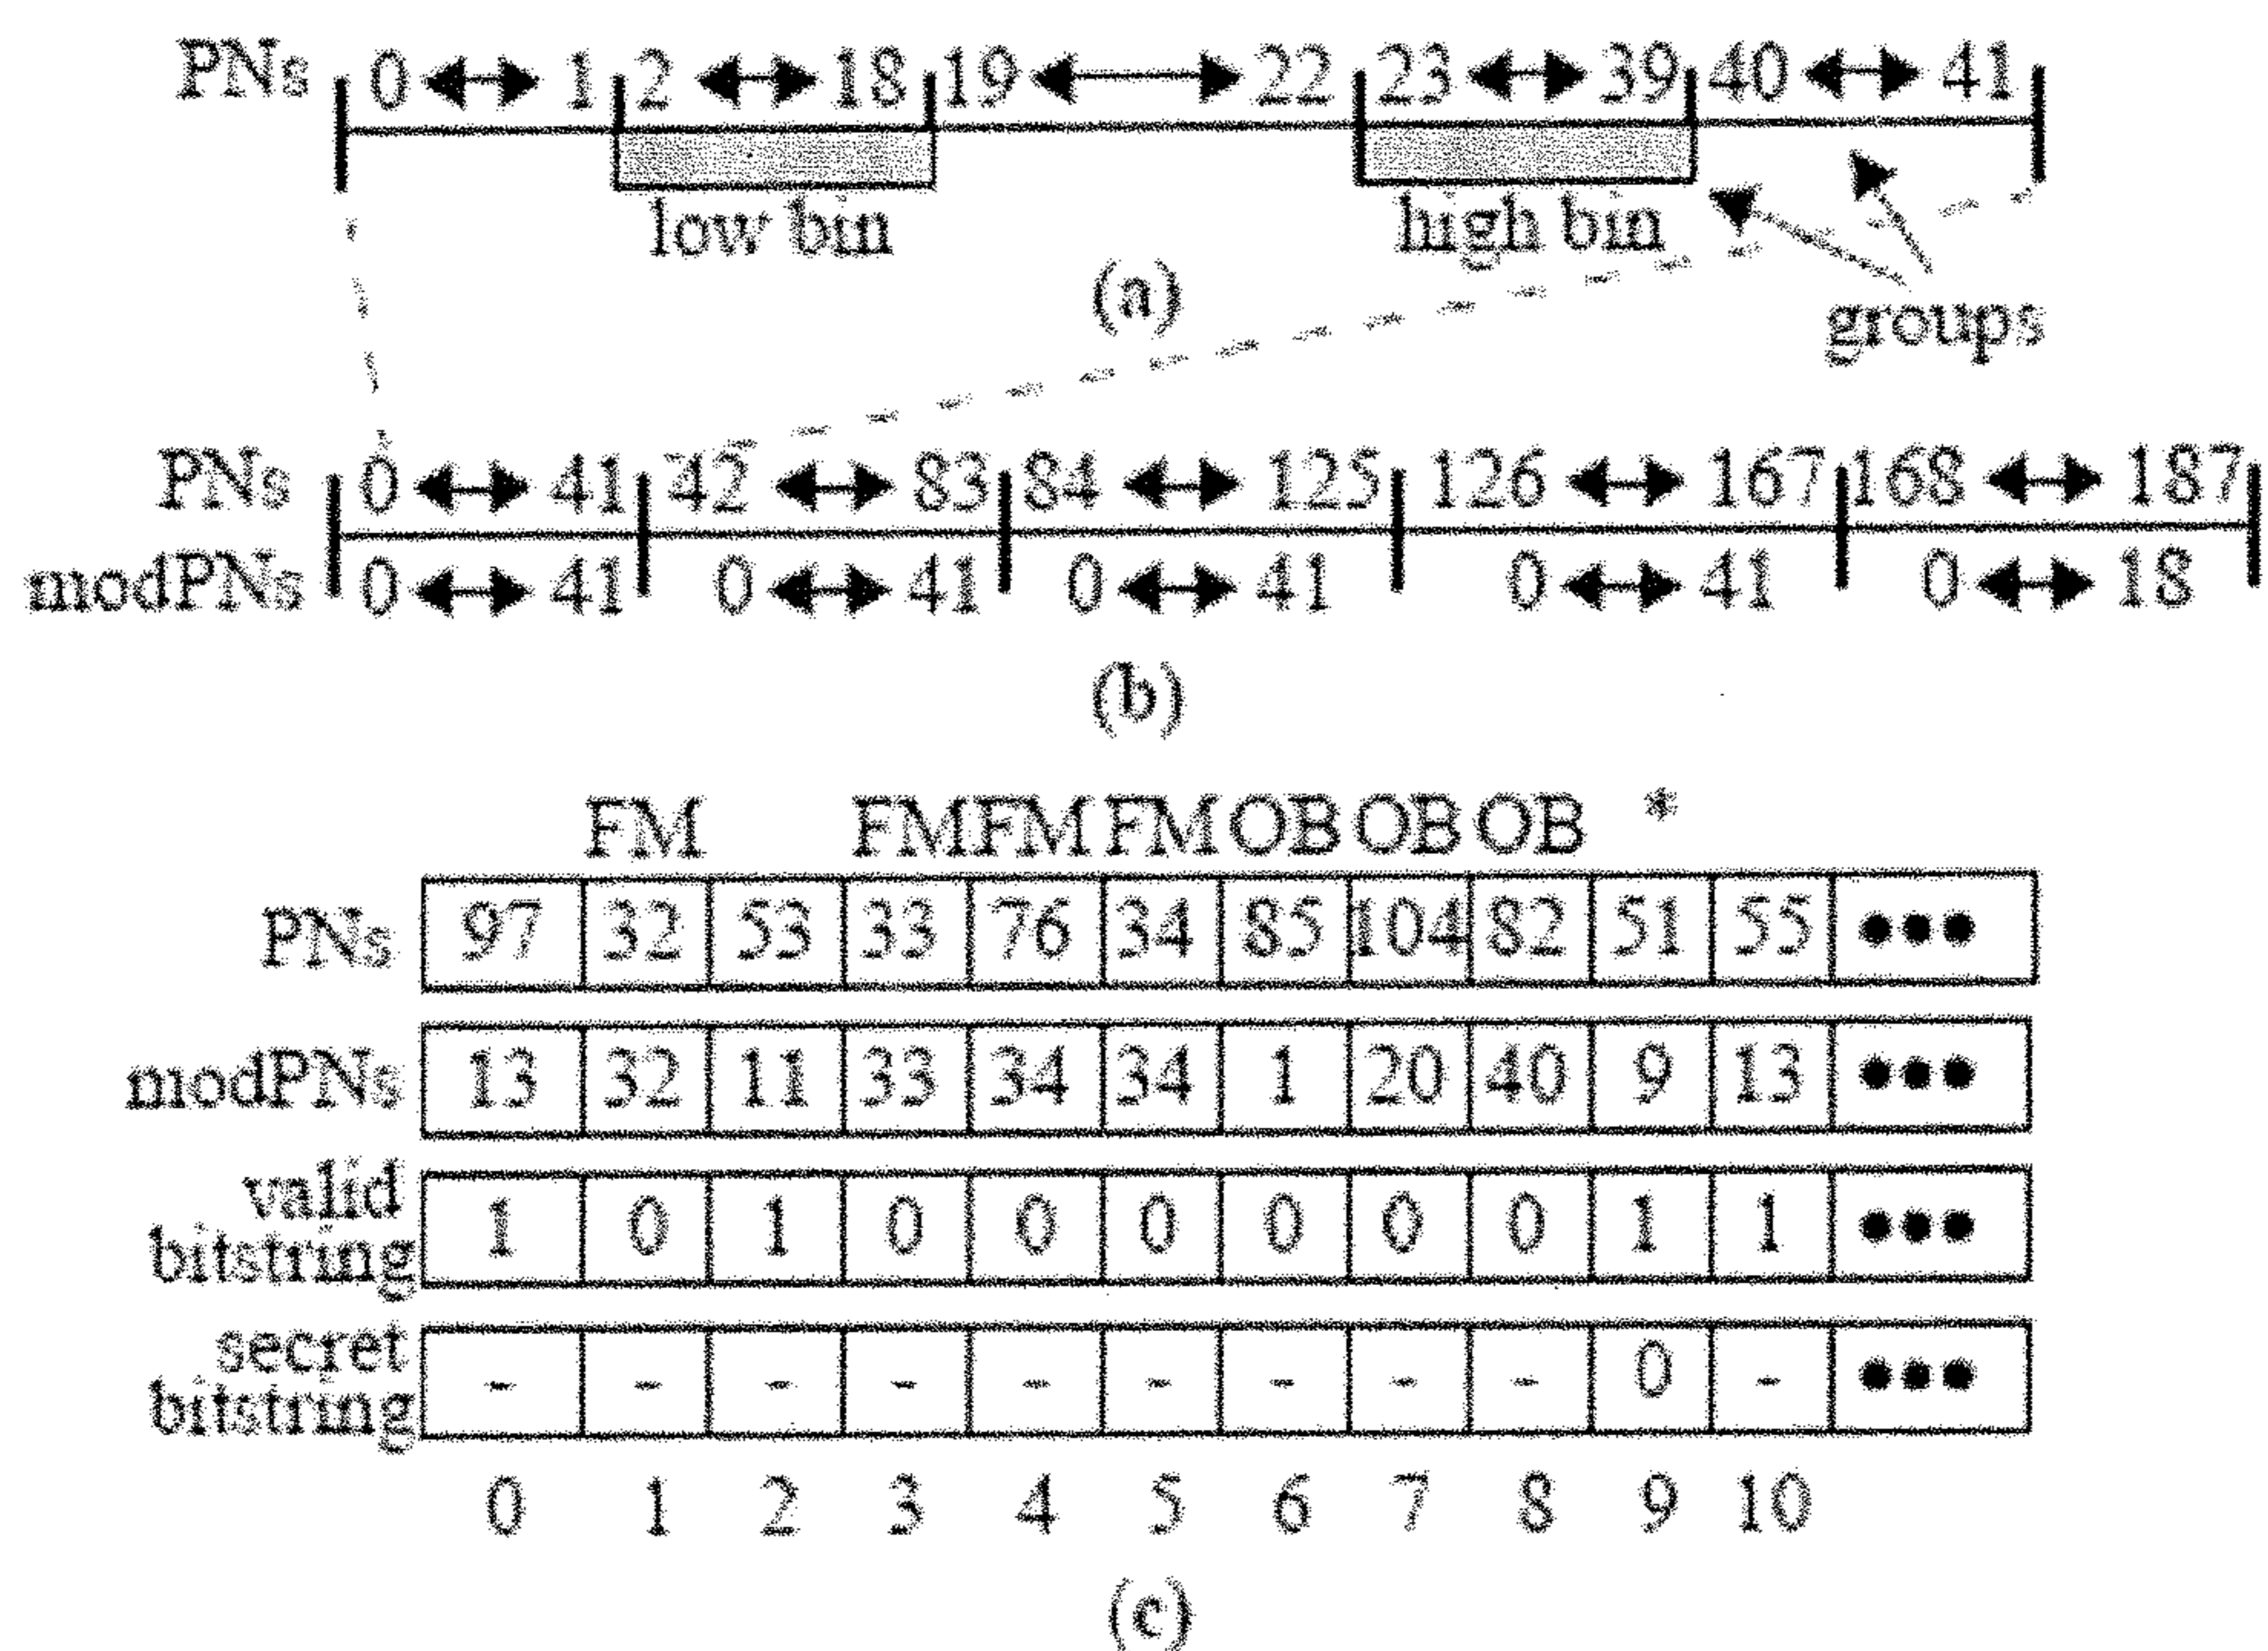 PNs 0 1 2 18 19 22 23 39 40 41
low bin high bin
(a)
groups
PNs 0 41 42 83 84 125 126 167 168 187
modPNs 0 41 0 41 0 41 0 41 0 18
(b)
FM FM FM FM OB OB OB *
PNs 97 32 53 33 76 34 85 104 82 51 55 •••
modPNs 13 32 11 33 34 34 1 20 40 9 13 •••
valid bitstring 1 0 1 0 0 0 0 0 0 1 1 •••
secret bitstring - - - - - - - - - 0 - •••
0 1 2 3 4 5 6 7 8 9 10
(c)